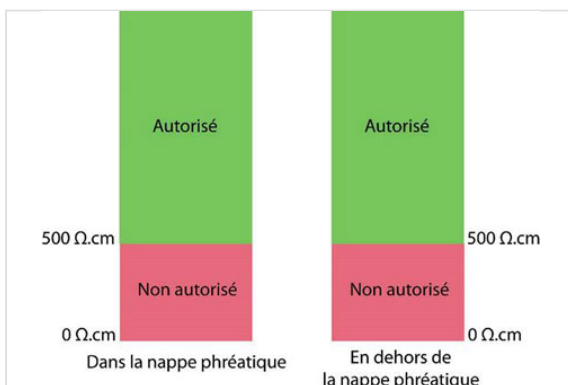 Autorisé
Autorisé
500 Ω.cm
500 Ω.cm
Non autorisé
Non autorisé
0 Ω.cm
0 Ω.cm
Dans la nappe phréatique
En dehors de
la nappe phréatique